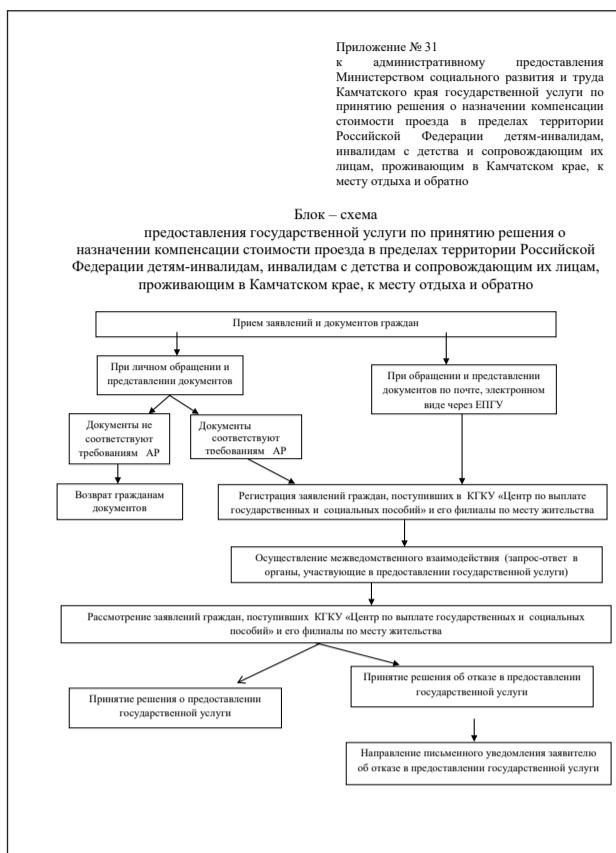 Приложение № 31
к административному предоставления
Министерством социального развития и труда
Камчатского края государственной услуги по
принятию решения о назначении компенсации
стоимости проезда в пределах территории
Российской Федерации детям-инвалидам,
инвалидам с детства и сопровождающим их
лицам, проживающим в Камчатском крае, к
месту отдыха и обратно
Блок – схема
предоставления государственной услуги по принятию решения о
назначении компенсации стоимости проезда в пределах территории Российской
Федерации детям-инвалидам, инвалидам с детства и сопровождающим их лицам,
проживающим в Камчатском крае, к месту отдыха и обратно
Прием заявлений и документов граждан
При личном обращении и
представлении документов
При обращении и представлении
документов по почте, электронном
виде через ЕПГУ
Документы не
соответствуют
требованиям АР
Документы
соответствуют
требованиям АР
Возврат гражданам
документов
Регистрация заявлений граждан, поступивших в КГКУ «Центр по выплате
государственных и социальных пособий» и его филиалы по месту жительства
Осуществление межведомственного взаимодействия (запрос-ответ в
органы, участвующие в предоставлении государственной услуги)
Рассмотрение заявлений граждан, поступивших КГКУ «Центр по выплате государственных и социальных
пособий» и его филиалы по месту жительства
Принятие решения о предоставлении
государственной услуги
Принятие решения об отказе в предоставлении
государственной услуги
Направление письменного уведомления заявителю
об отказе в предоставлении государственной услуги